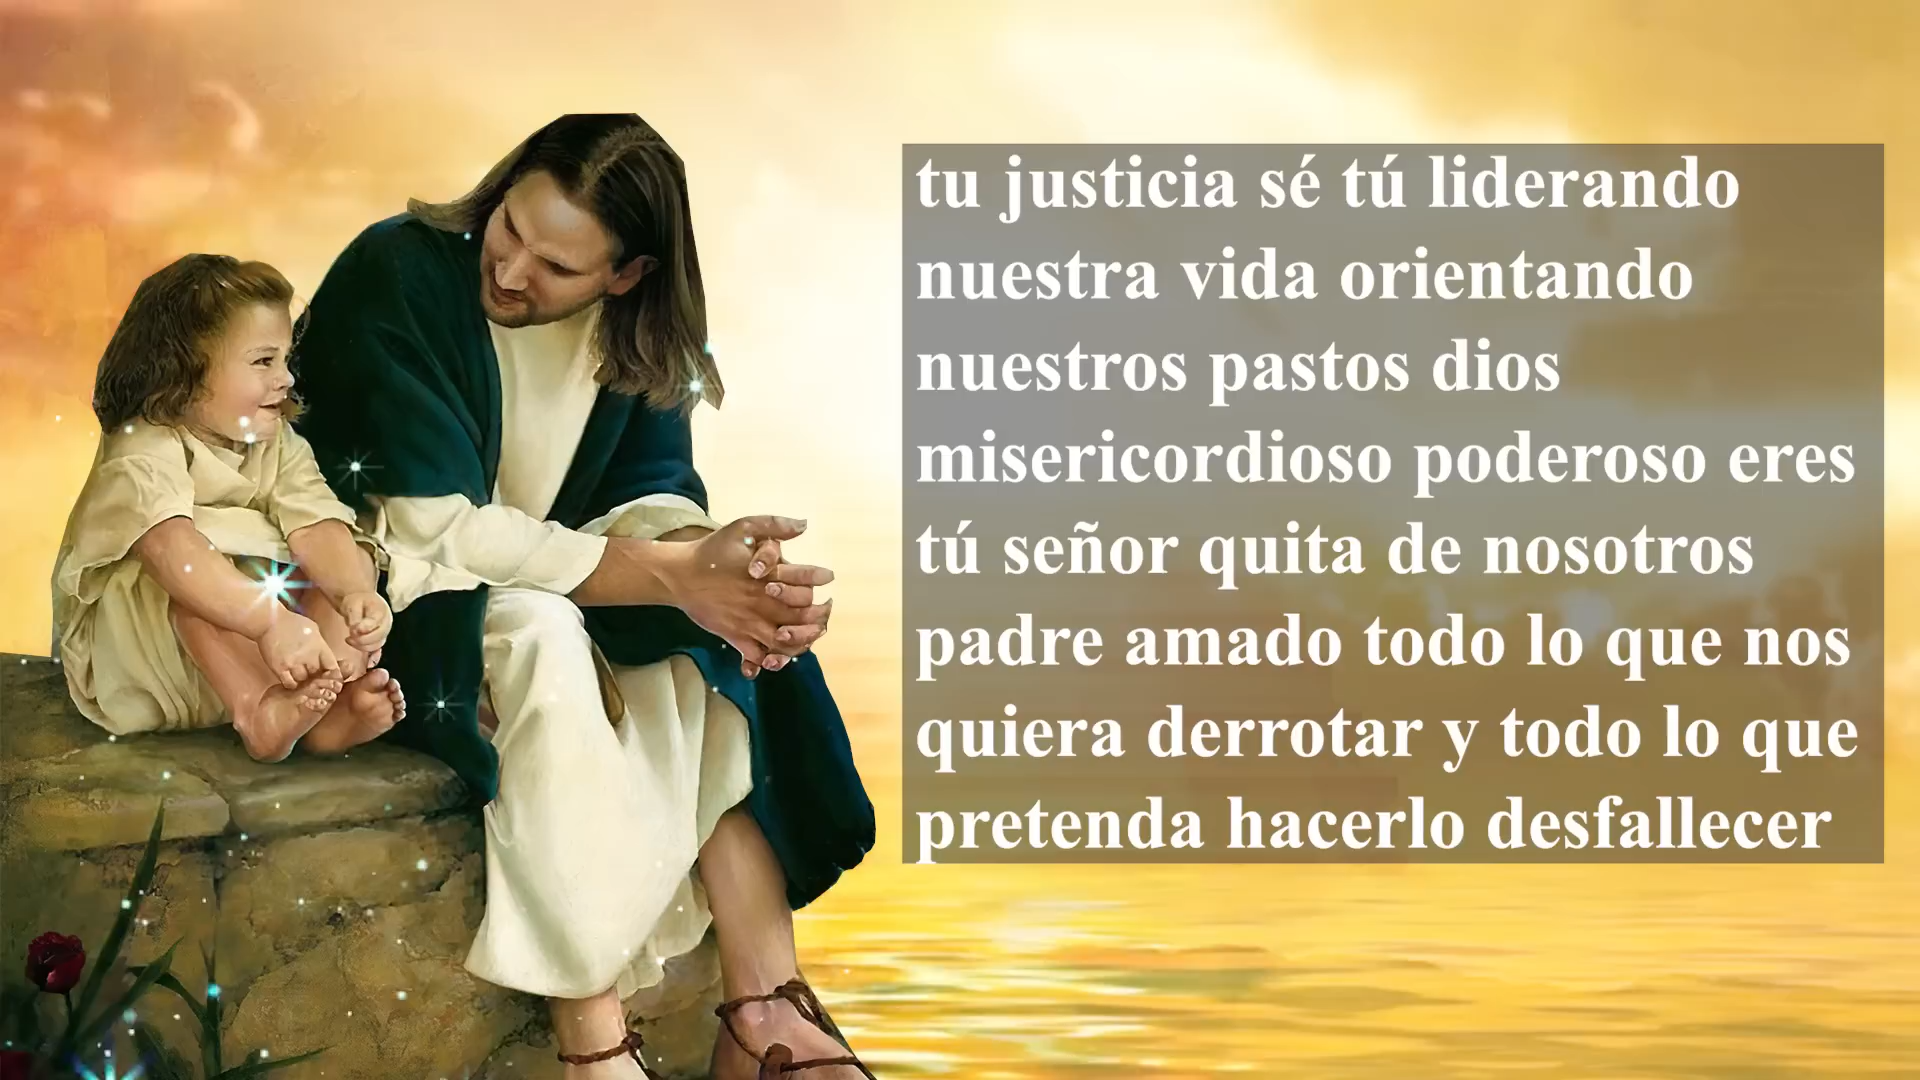 tu justicia sé tú liderando
nuestra vida orientando
nuestros pastos dios
misericordioso poderoso eres
tú señor quita de nosotros
padre amado todo lo que nos
quiera derrotar y todo lo que
pretenda hacerlo desfallecer